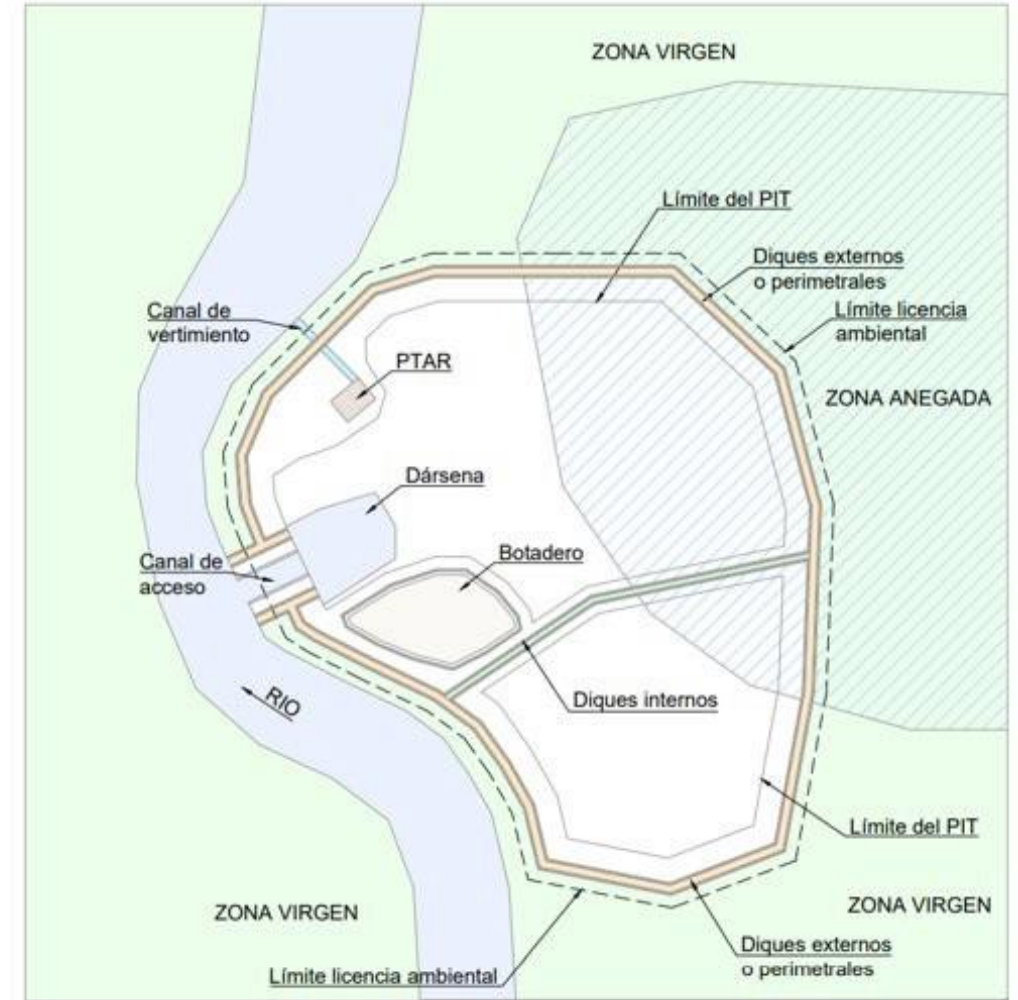 ZONA VIRGEN
Límite del PIT
Diques externos
o perimetrales
Límite licencia
ambiental
Canal de
vertimiento
PTAR
ZONA ANEGADA
Dársena
Botadero
Canal de
acceso
RIO
Diques internos
Límite del PIT
ZONA VIRGEN
ZONA VIRGEN
Diques externos
o perimetrales
Límite licencia ambiental